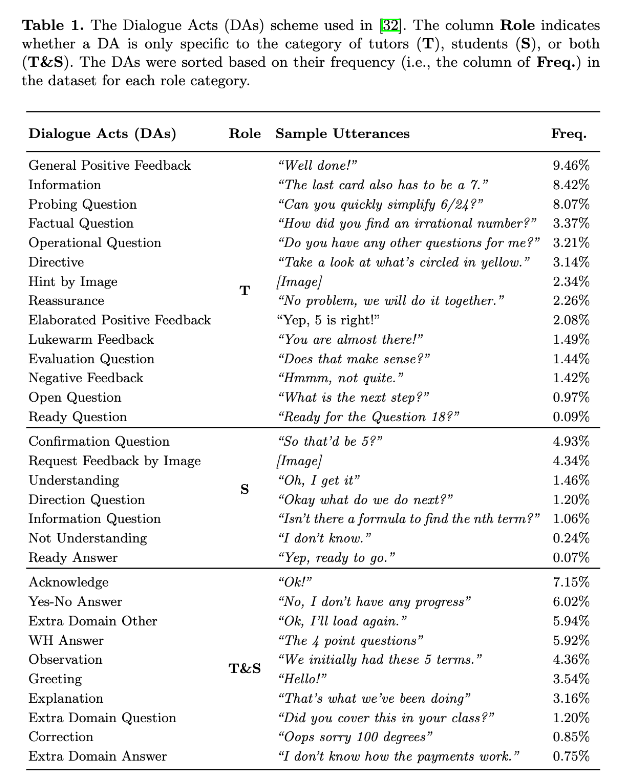 Table 1. The Dialogue Acts (DAs) scheme used in [32]. The column Role indicates
whether a DA is only specific to the category of tutors (T), students (S), or both
(T&S). The DAs were sorted based on their frequency (i.e., the column of Freq.) in
the dataset for each role category.
Dialogue Acts (DAs) Role Sample Utterances Freq.
General Positive Feedback "Well done!" 9.46%
Information "The last card also has to be a 7." 8.42%
Probing Question "Can you quickly simplify 6/24?" 8.07%
Factual Question "How did you find an irrational number?" 3.37%
Operational Question "Do you have any other questions for me?" 3.21%
Directive "Take a look at what's circled in yellow." 3.14%
Hint by Image [Image] 2.34%
T
Reassurance "No problem, we will do it together." 2.26%
Elaborated Positive Feedback "Yep, 5 is right!" 2.08%
Lukewarm Feedback "You are almost there!" 1.49%
Evaluation Question "Does that make sense?" 1.44%
Negative Feedback "Hmmm, not quite." 1.42%
Open Question "What is the next step?" 0.97%
Ready Question "Ready for the Question 18?" 0.09%
Confirmation Question "So that'd be 5?" 4.93%
Request Feedback by Image [Image] 4.34%
Understanding "Oh, I get it" 1.46%
S
Direction Question "Okay what do we do next?" 1.20%
Information Question "Isn't there a formula to find the nth term?" 1.06%
Not Understanding "I don't know." 0.24%
Ready Answer "Yep, ready to go." 0.07%
Acknowledge "Ok!" 7.15%
Yes-No Answer "No, I don't have any progress" 6.02%
Extra Domain Other "Ok, I'll load again." 5.94%
WH Answer "The 4 point questions" 5.92%
Observation "We initially had these 5 terms." 4.36%
T&S
Greeting "Hello!" 3.54%
Explanation "That's what we've been doing" 3.16%
Extra Domain Question "Did you cover this in your class?" 1.20%
Correction "Oops sorry 100 degrees" 0.85%
Extra Domain Answer "I don't know how the payments work." 0.75%